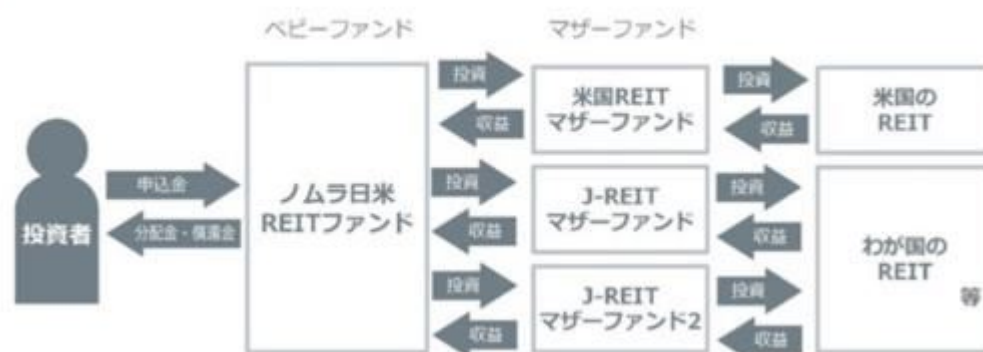 ベビーファンド
マザーファンド
投資
収益
米国REIT
マザーファンド
投資
収益
米国の
REIT
投資者
申込金
分配金・償還金
ノムラ日米
REITファンド
投資
収益
J-REIT
マザーファンド
投資
収益
わが国の
REIT
等
投資
収益
J-REIT
マザーファンド2
投資
収益